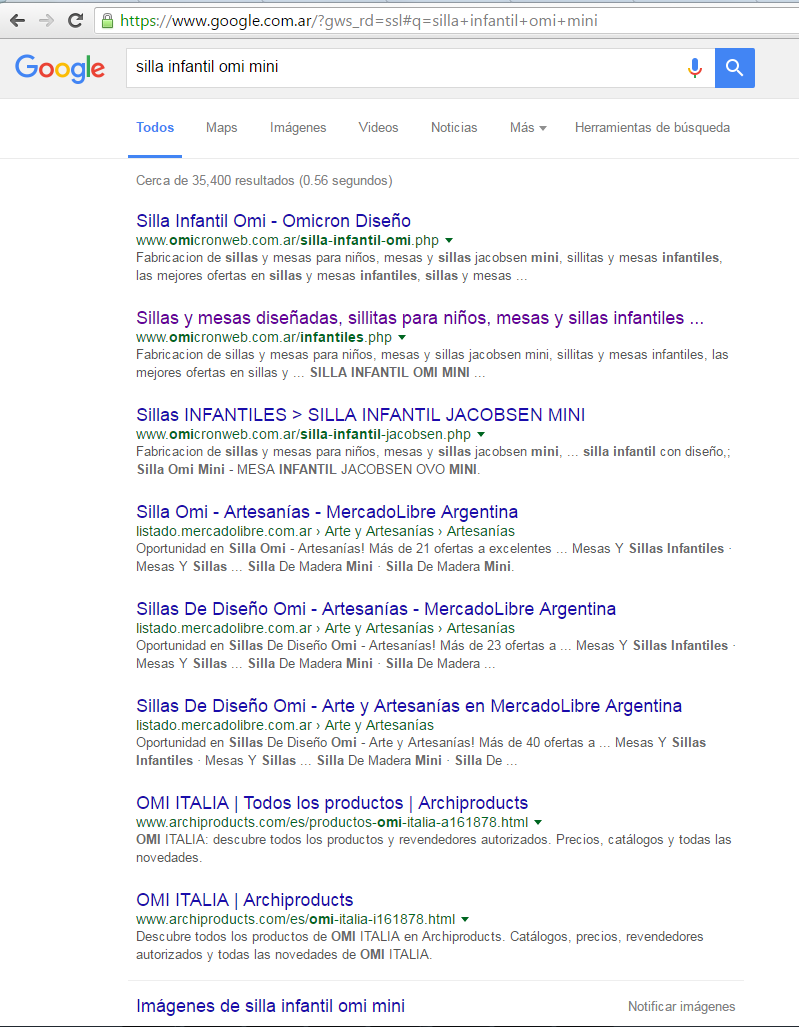 https://www.google.com.ar/?gws_rd=ssl#q=silla+infantil+omi+mini
Google
silla infantil omi mini
Todos Maps Imágenes Videos Noticias Más Herramientas de búsqueda
Cerca de 35,400 resultados (0.56 segundos)
Silla Infantil Omi - Omicron Diseño
www.omicronweb.com.ar/silla-infantil-omi.php
Fabricacion de sillas y mesas para niños, mesas y sillas jacobsen mini, sillitas y mesas infantiles,
las mejores ofertas en sillas y mesas infantiles, sillas y mesas ...
Sillas y mesas diseñadas, sillitas para niños, mesas y sillas infantiles ...
www.omicronweb.com.ar/infantiles.php
Fabricacion de sillas y mesas para niños, mesas y sillas jacobsen mini, sillitas y mesas infantiles, las
mejores ofertas en sillas y ... SILLA INFANTIL OMI MINI ...
Sillas INFANTILES > SILLA INFANTIL JACOBSEN MINI
www.omicronweb.com.ar/silla-infantil-jacobsen.php
Fabricacion de sillas y mesas para niños, mesas y sillas jacobsen mini, ... silla infantil con diseño,;
Silla Omi Mini - MESA INFANTIL JACOBSEN OVO MINI.
Silla Omi - Artesanías - MercadoLibre Argentina
listado.mercadolibre.com.ar › Arte y Artesanías › Artesanías
Oportunidad en Silla Omi - Artesanías! Más de 21 ofertas a excelentes ... Mesas Y Sillas Infantiles ·
Mesas Y Sillas ... Silla De Madera Mini · Silla De Madera Mini.
Sillas De Diseño Omi - Artesanías - MercadoLibre Argentina
listado.mercadolibre.com.ar › Arte y Artesanías › Artesanías
Oportunidad en Sillas De Diseño Omi - Artesanías! Más de 23 ofertas a ... Mesas Y Sillas Infantiles ·
Mesas Y Sillas ... Silla De Madera Mini · Silla De Madera ...
Sillas De Diseño Omi - Arte y Artesanías en MercadoLibre Argentina
listado.mercadolibre.com.ar › Arte y Artesanías
Oportunidad en Sillas De Diseño Omi - Arte y Artesanías! Más de 40 ofertas a ... Mesas Y Sillas
Infantiles · Mesas Y Sillas ... Silla De Madera Mini · Silla De ...
OMI ITALIA | Todos los productos | Archiproducts
www.archiproducts.com/es/productos-omi-italia-a161878.html
OMI ITALIA: descubre todos los productos y revendedores autorizados. Precios, catálogos y todas las
novedades.
OMI ITALIA | Archiproducts
www.archiproducts.com/es/omi-italia-i161878.html
Descubre todos los productos de OMI ITALIA en Archiproducts. Catálogos, precios, revendedores
autorizados y todas las novedades de OMI ITALIA.
Imágenes de silla infantil omi mini Notificar imágenes